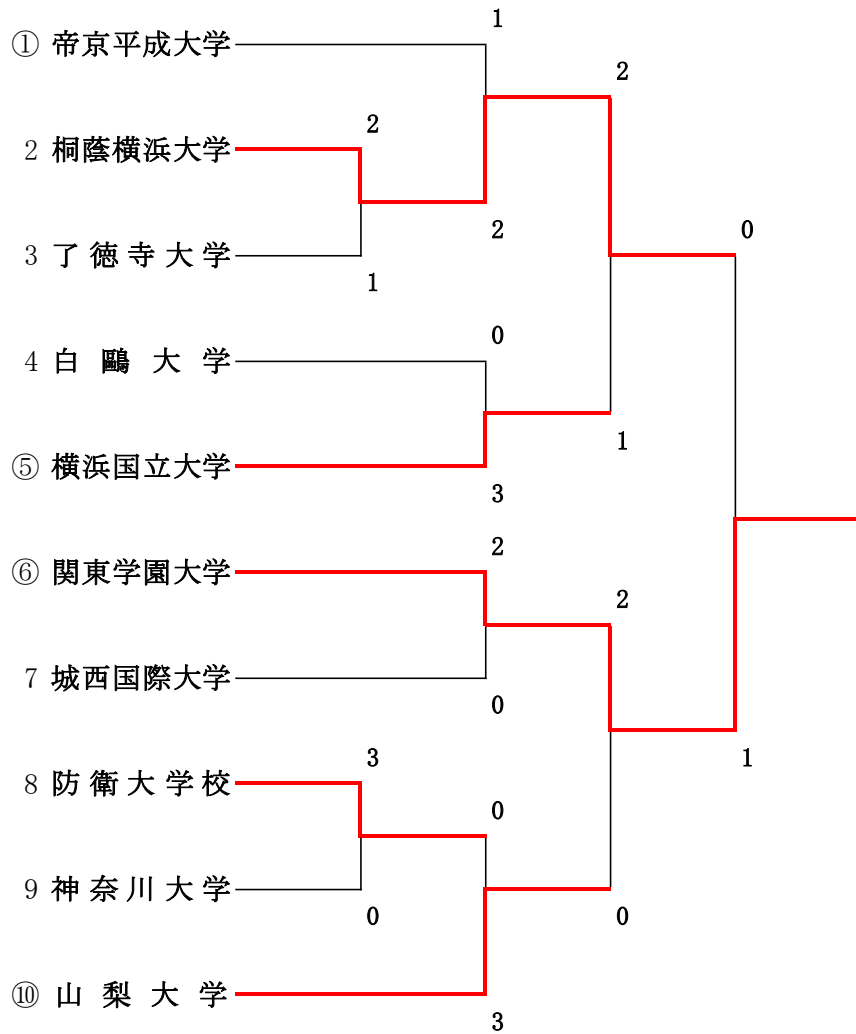 1
① 帝京平成大学
2
2
2 桐蔭横浜大学
2
0
3 了徳寺大学
1
0
4 白鷗大学
1
⑤ 横浜国立大学
3
2
⑥ 関東学園大学
2
7 城西国際大学
0
3
1
8 防衛大学校
0
9 神奈川大学
0
0
⑩ 山梨大学
3